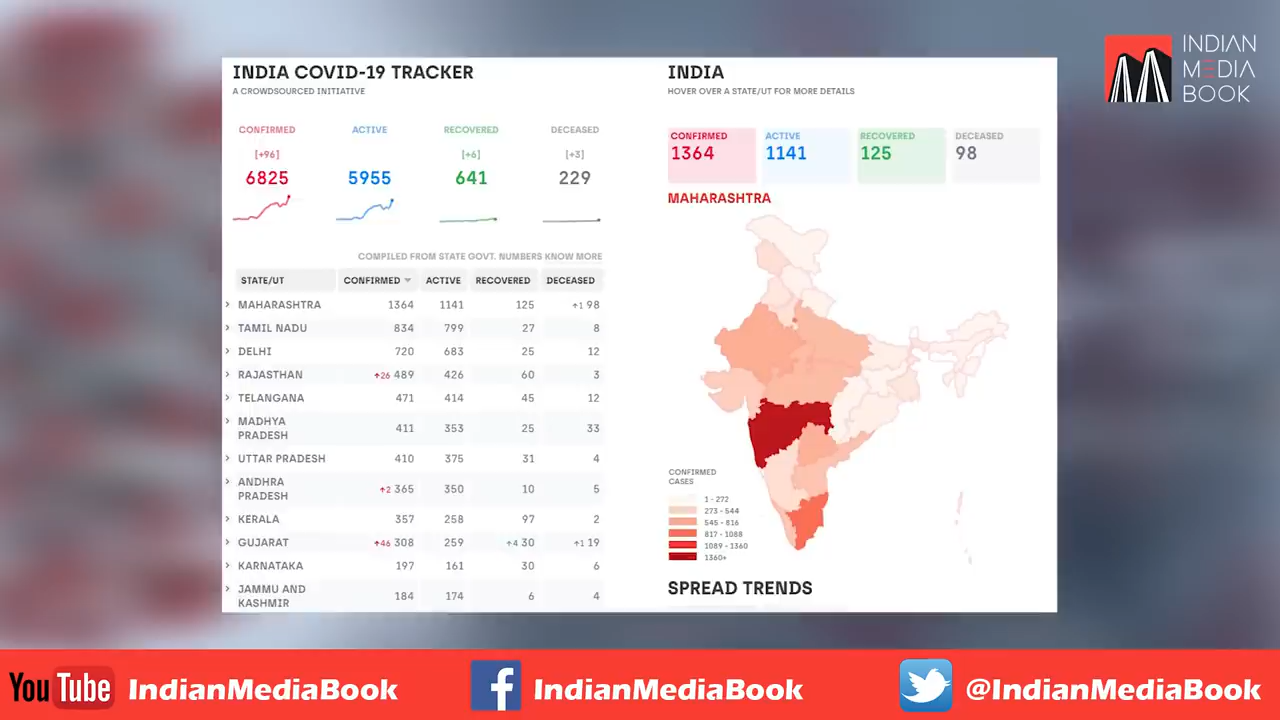 INDIAN
MEDIA
BOOK
INDIA COVID-19 TRACKER
A CROWDSOURCED INITIATIVE
CONFIRMED ACTIVE RECOVERED DECEASED
[+96] [+6] [+3]
6825 5955 641 229
COMPILED FROM STATE GOVT. NUMBERS KNOW MORE
STATE/UT CONFIRMED ACTIVE RECOVERED DECEASED
MAHARASHTRA 1364 1141 125 ↑1 98
TAMIL NADU 834 799 27 8
DELHI 720 683 25 12
RAJASTHAN ↑26 489 426 60 3
TELANGANA 471 414 45 12
MADHYA
PRADESH 411 353 25 33
UTTAR PRADESH 410 375 31 4
ANDHRA
PRADESH ↑2 365 350 10 5
KERALA 357 258 97 2
GUJARAT ↑46 308 259 ↑4 30 ↑1 19
KARNATAKA 197 161 30 6
JAMMU AND
KASHMIR 184 174 6 4
INDIA
HOVER OVER A STATE/UT FOR MORE DETAILS
CONFIRMED ACTIVE RECOVERED DECEASED
1364 1141 125 98
MAHARASHTRA
CONFIRMED
CASES
1 - 272
273 - 544
545 - 816
817 - 1088
1089 - 1360
1360+
SPREAD TRENDS
YouTube IndianMediaBook f IndianMediaBook @IndianMediaBook